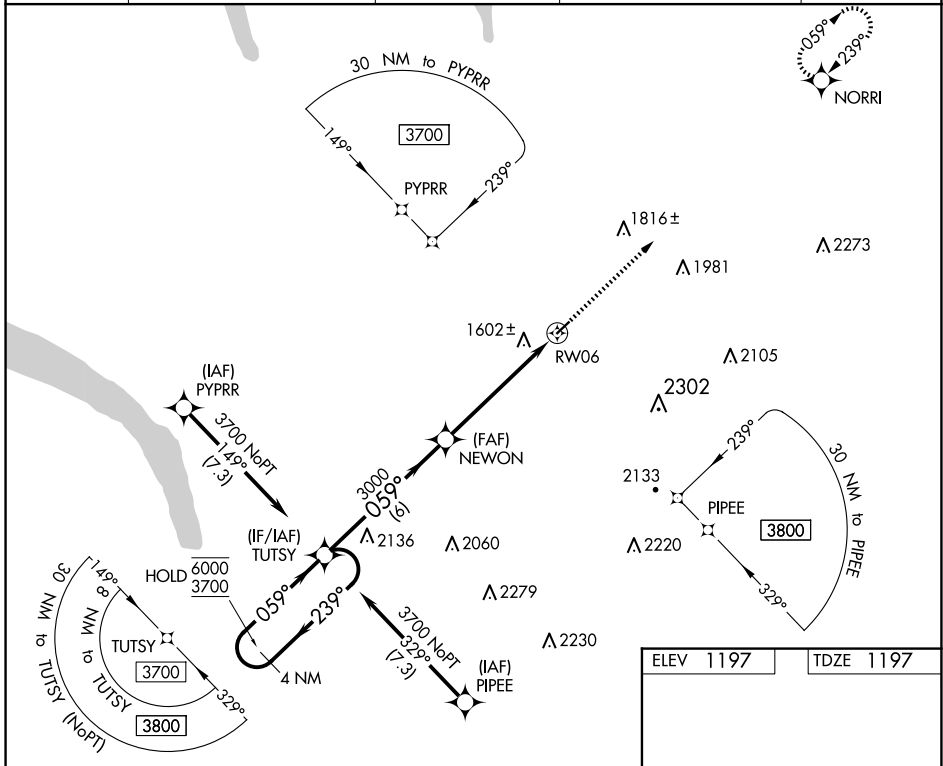 059°
239°
NORRI
30 NM to PYPRR
3700
149°
239°
PYPRR
1816±
1981
2273
1602±
RW06
2105
2302
(IAF)
PYPRR
3700 NoPT
149°
(7.3)
(FAF)
NEWON
3000
059°
(6)
239°
30 NM to PIPEE
2133
PIPEE
3800
329°
(IF/IAF)
TUTSY
2136
2060
2220
HOLD 6000
3700
059°
239°
2279
2230
4 NM
3700 NoPT
329°
(7.3)
(IAF)
PIPEE
149°
30 NM to TUTSY (NoPT)
8 NM to TUTSY
TUTSY
3700
329°
3800
ELEV 1197
TDZE 1197